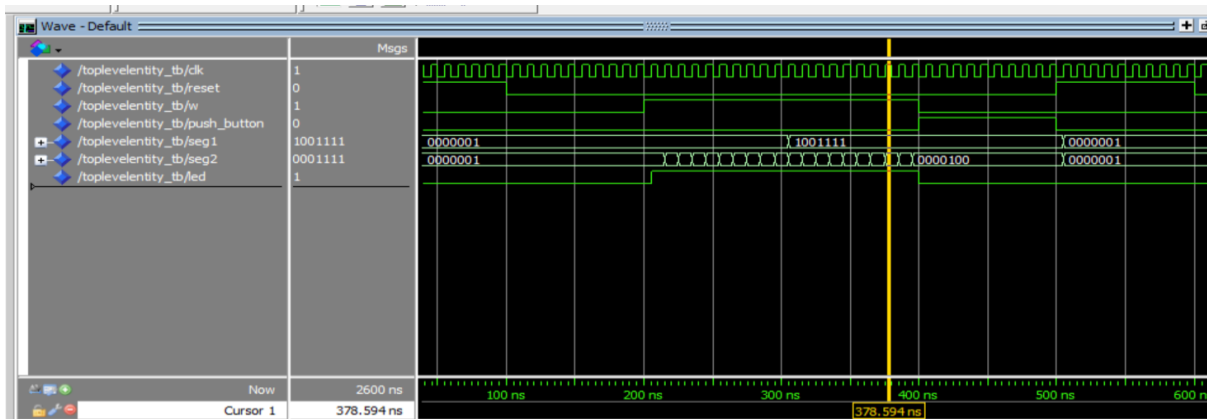 Wave - Default
Msgs
/toplevelentity_tb/clk 1
/toplevelentity_tb/reset 0
/toplevelentity_tb/w 1
/toplevelentity_tb/push_button 0
/toplevelentity_tb/seg1 1001111 0000001 1001111 0000001
/toplevelentity_tb/seg2 0001111 0000001 0000100 0000001
/toplevelentity_tb/led 1
Now 2600 ns 100 ns 200 ns 300 ns 400 ns 500 ns 600 n
Cursor 1 378.594 ns 378.594 ns